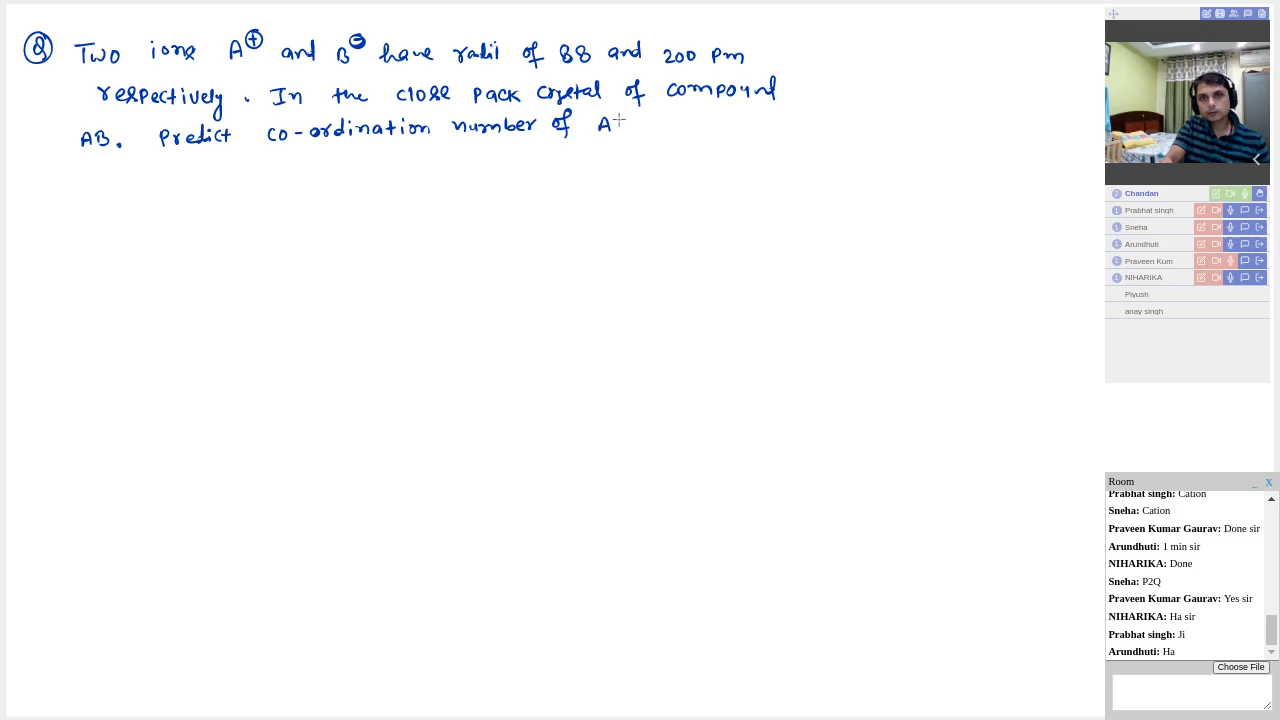 Q Two ions A⊕ and B⊖ have radii of 88 and 200 pm
respectively. In the close pack crystal of compound
AB. Predict co-ordination number of A
Chandan
Prabhat singh
Sneha
Arundhuti
Praveen Kum
NIHARIKA
Piyush
anay singh
Room _ X
Prabhat singh: Cation
Sneha: Cation
Praveen Kumar Gaurav: Done sir
Arundhuti: 1 min sir
NIHARIKA: Done
Sneha: P2Q
Praveen Kumar Gaurav: Yes sir
NIHARIKA: Ha sir
Prabhat singh: Ji
Arundhuti: Ha
Choose File